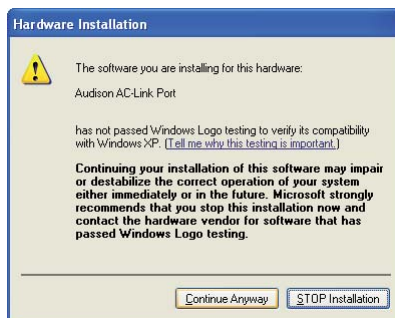 Hardware Installation
The software you are installing for this hardware:
Audison AC-Link Port
has not passed Windows Logo testing to verify its compatibility
with Windows XP. (Tell me why this testing is important.)
Continuing your installation of this software may impair
or destabilize the correct operation of your system
either immediately or in the future. Microsoft strongly
recommends that you stop this installation now and
contact the hardware vendor for software that has
passed Windows Logo testing.
Continue Anyway
STOP Installation